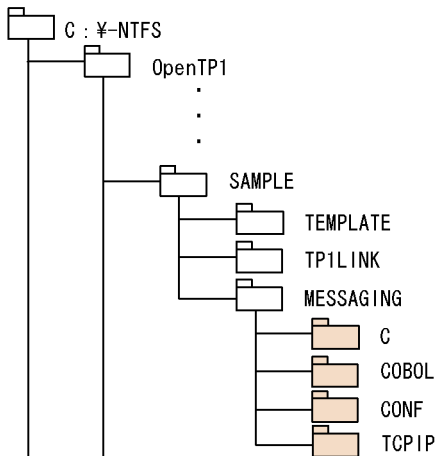 C：¥-NTFS
OpenTP1
・
・
・
SAMPLE
TEMPLATE
TP1LINK
MESSAGING
C
COBOL
CONF
TCPIP